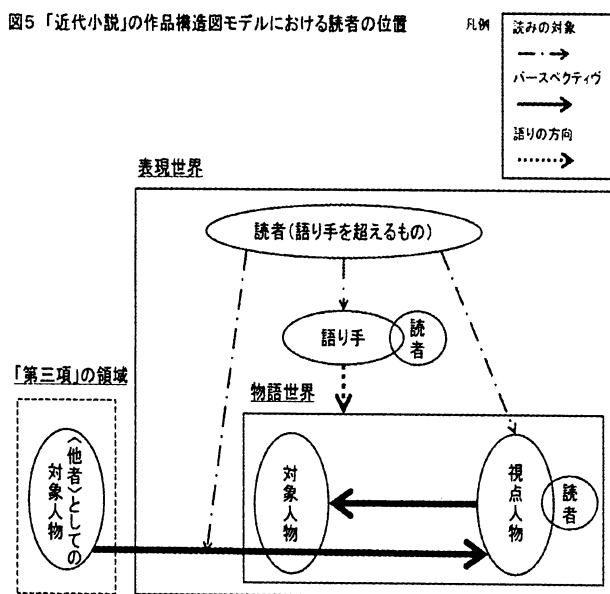 図5 「近代小説」の作品構造図モデルにおける読者の位置
凡例
読みの対象
パースペクティヴ
語りの方向
表現世界
読者(語り手を超えるもの)
語り手
読者
「第三項」の領域
物語世界
〈他者〉としての
対象人物
対象人物
視点人物
読者